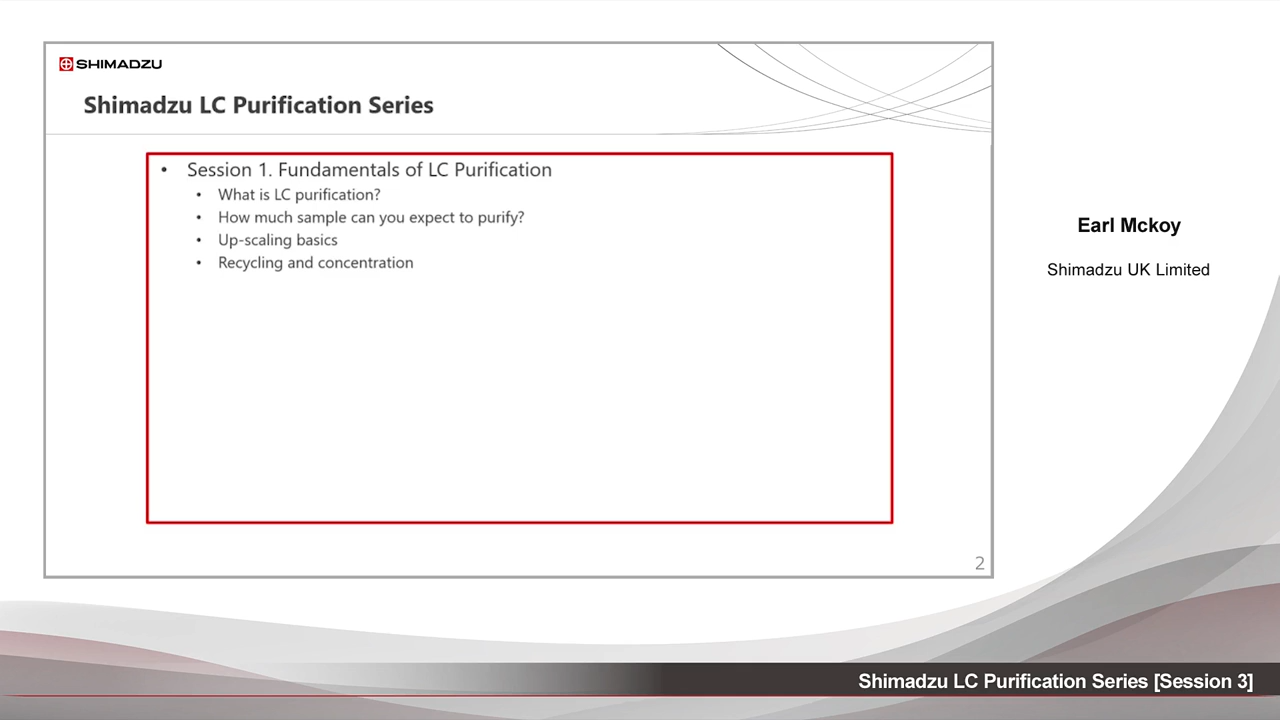 SHIMADZU
Shimadzu LC Purification Series
• Session 1. Fundamentals of LC Purification
• What is LC purification?
• How much sample can you expect to purify?
• Up-scaling basics
• Recycling and concentration
2
Earl Mckoy
Shimadzu UK Limited
Shimadzu LC Purification Series [Session 3]